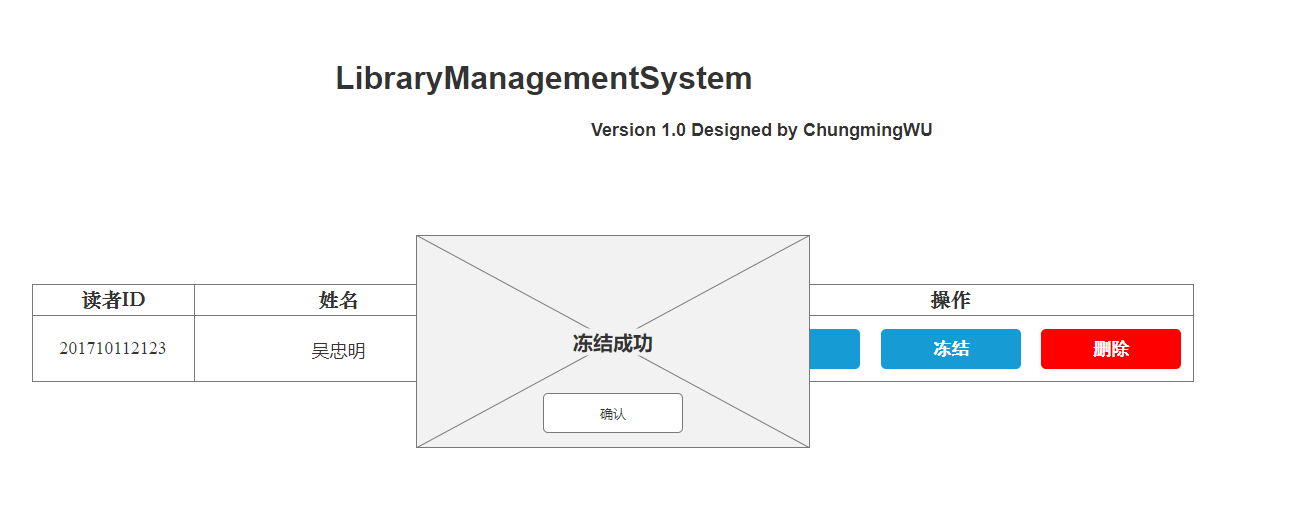 LibraryManagementSystem
Version 1.0 Designed by ChungmingWU
读者ID 姓名 操作
201710112123 吴忠明 冻结成功 冻结 删除
确认